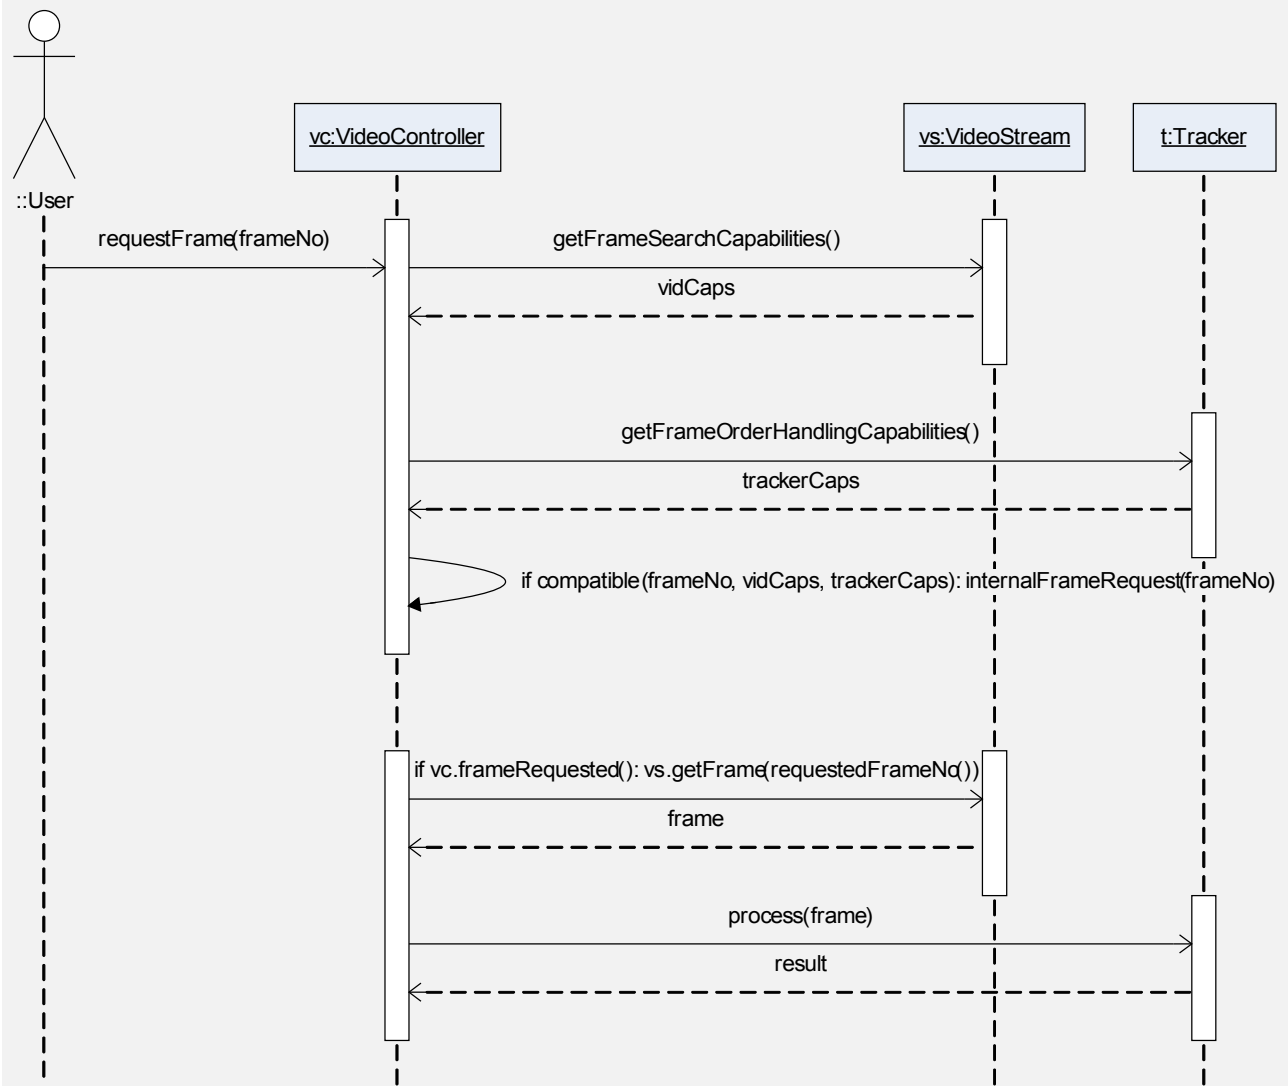 vc:VideoController
vs:VideoStream
t:Tracker
::User
requestFrame(frameNo)
getFrameSearchCapabilities()
vidCaps
getFrameOrderHandlingCapabilities()
trackerCaps
if compatible(frameNo, vidCaps, trackerCaps): internalFrameRequest(frameNo)
if vc.frameRequested(): vs.getFrame(requestedFrameNo())
frame
process(frame)
result